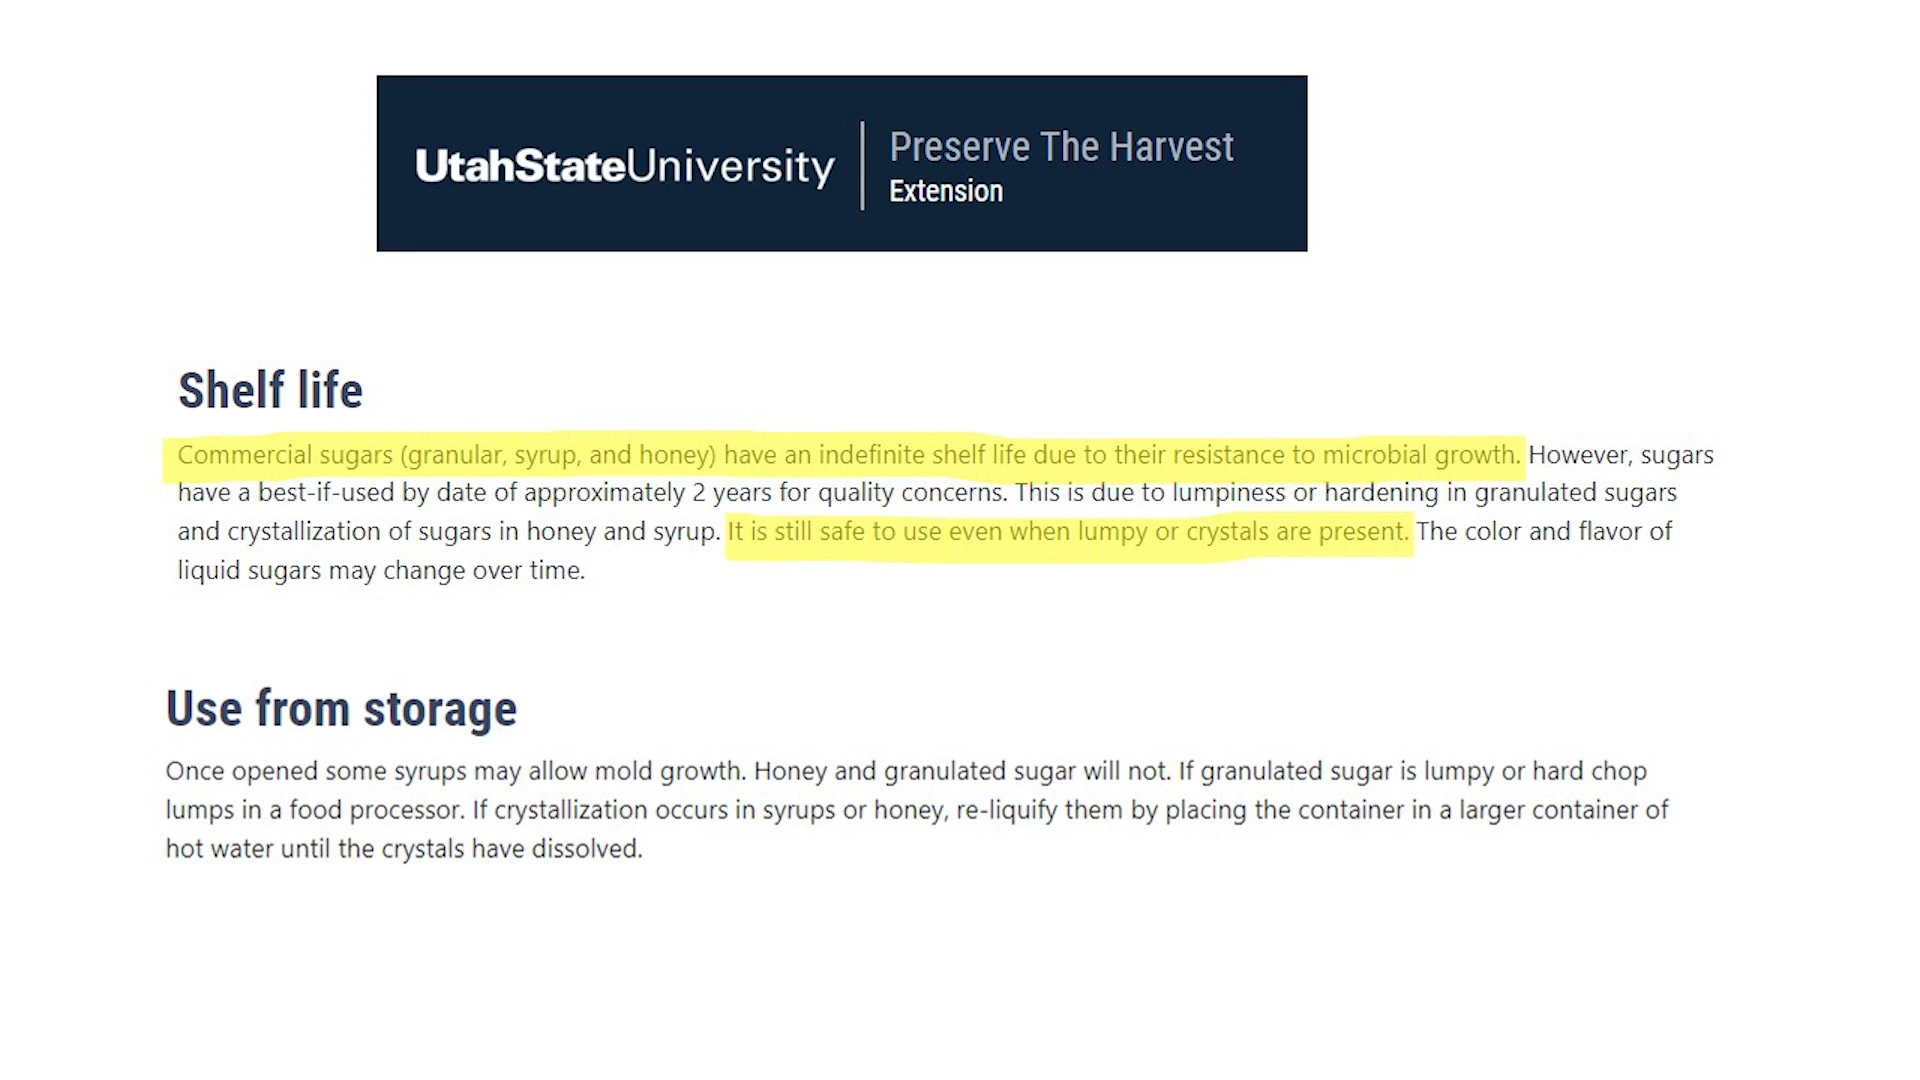 UtahStateUniversity
Preserve The Harvest
Extension
Shelf life
Commercial sugars (granular, syrup, and honey) have an indefinite shelf life due to their resistance to microbial growth. However, sugars
have a best-if-used by date of approximately 2 years for quality concerns. This is due to lumpiness or hardening in granulated sugars
and crystallization of sugars in honey and syrup. It is still safe to use even when lumpy or crystals are present. The color and flavor of
liquid sugars may change over time.
Use from storage
Once opened some syrups may allow mold growth. Honey and granulated sugar will not. If granulated sugar is lumpy or hard chop
lumps in a food processor. If crystallization occurs in syrups or honey, re-liquify them by placing the container in a larger container of
hot water until the crystals have dissolved.